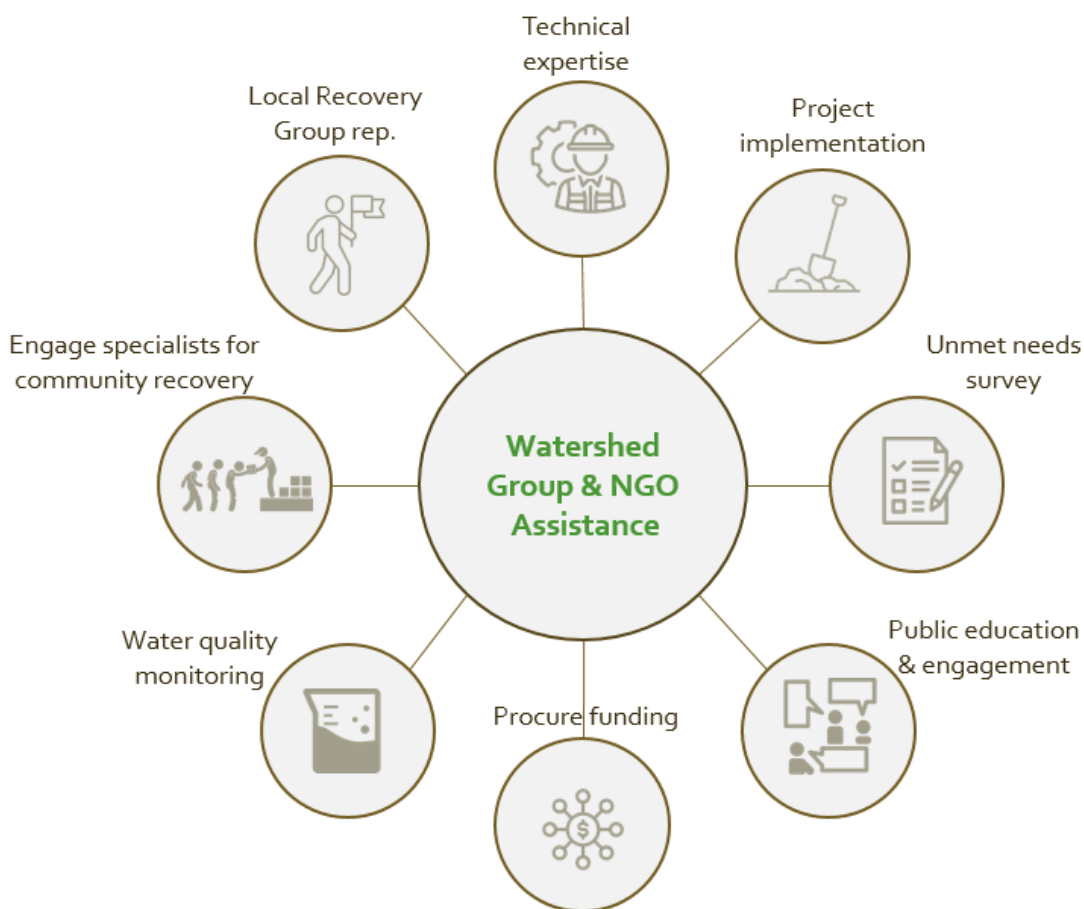 Technical
expertise
Local Recovery
Group rep.
Project
implementation
Engage specialists for
community recovery
Unmet needs
survey
Watershed
Group & NGO
Assistance
Water quality
monitoring
Public education
& engagement
Procure funding
$